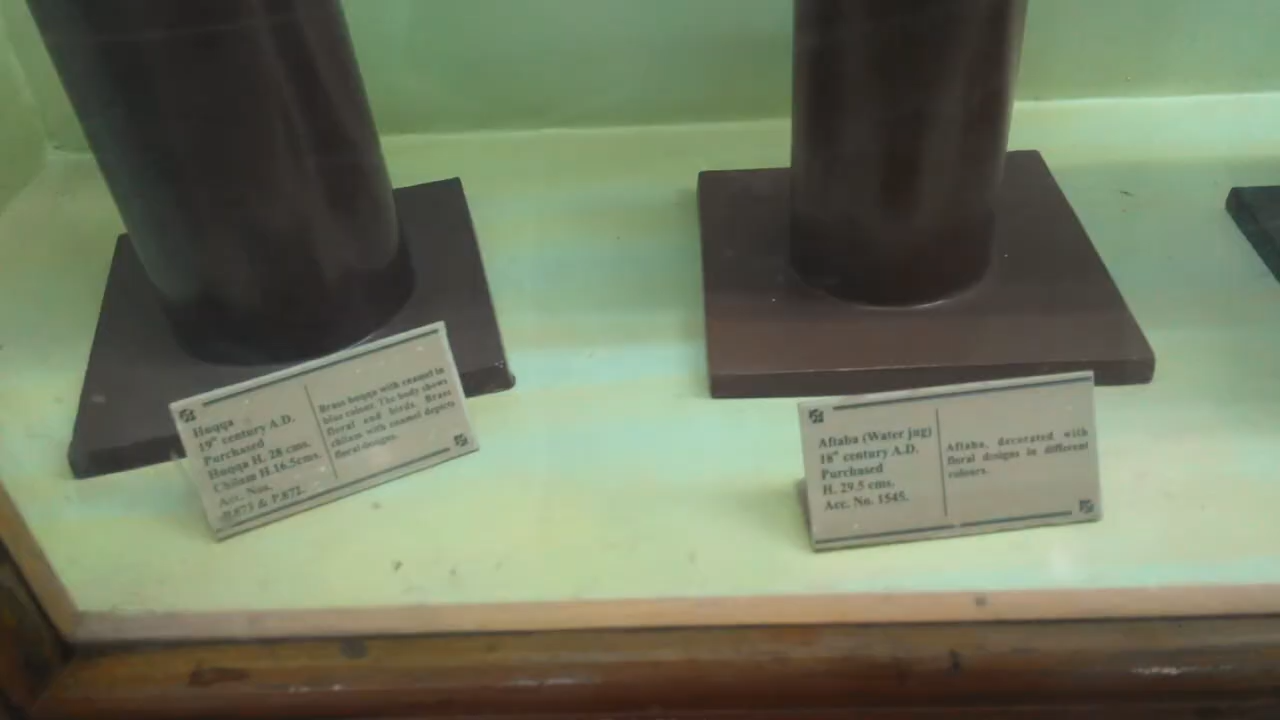 Huqqa
19th century A.D.
Purchased
Huqqa H. 28 cms.
Chilam H.16.5cms.
Acc. Nos.
P.873 & P.872.
Brass huqqa with enamel in
blue colour. The body shows
floral and birds. Brass
chilam with enamel depicts
floral designs.
Aftaba (Water jug)
18th century A.D.
Purchased
H. 29.5 cms.
Acc. No. 1545.
Aftaba, decorated with
floral designs in different
colours.